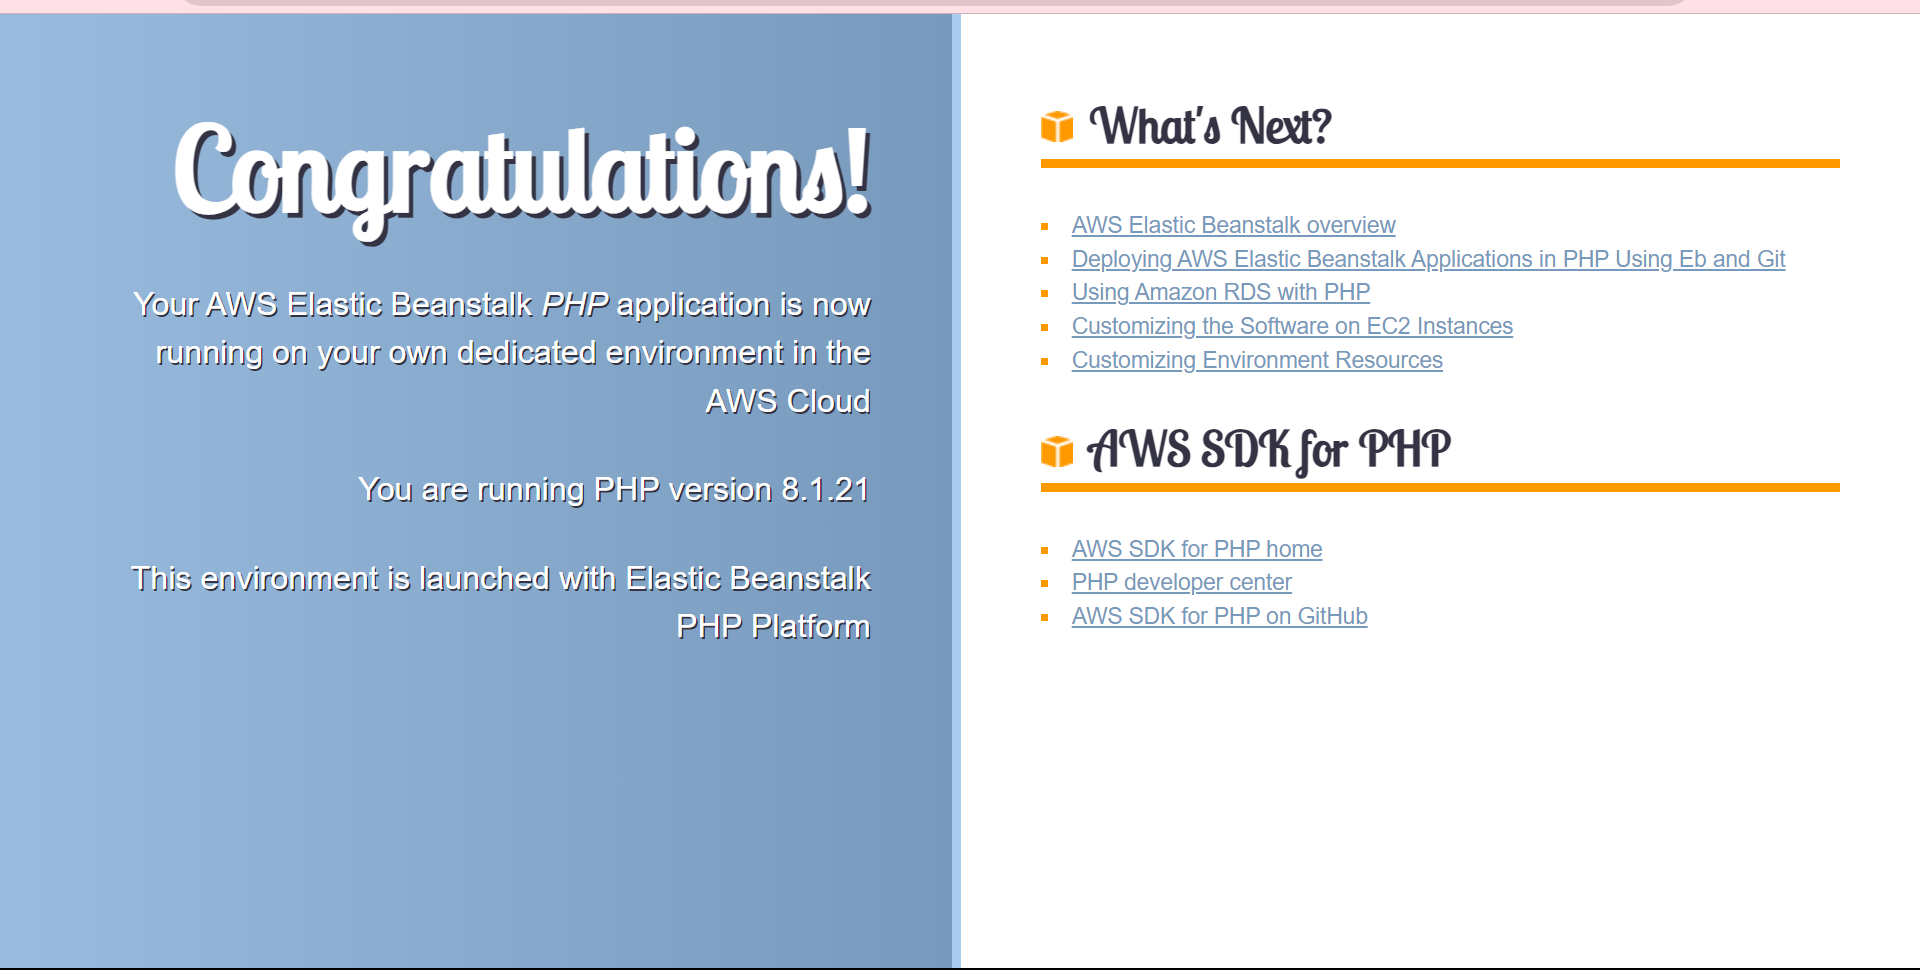 Congratulations!
Your AWS Elastic Beanstalk PHP application is now
running on your own dedicated environment in the
AWS Cloud
You are running PHP version 8.1.21
This environment is launched with Elastic Beanstalk
PHP Platform
What's Next?
AWS Elastic Beanstalk overview
Deploying AWS Elastic Beanstalk Applications in PHP Using Eb and Git
Using Amazon RDS with PHP
Customizing the Software on EC2 Instances
Customizing Environment Resources
AWS SDK for PHP
AWS SDK for PHP home
PHP developer center
AWS SDK for PHP on GitHub